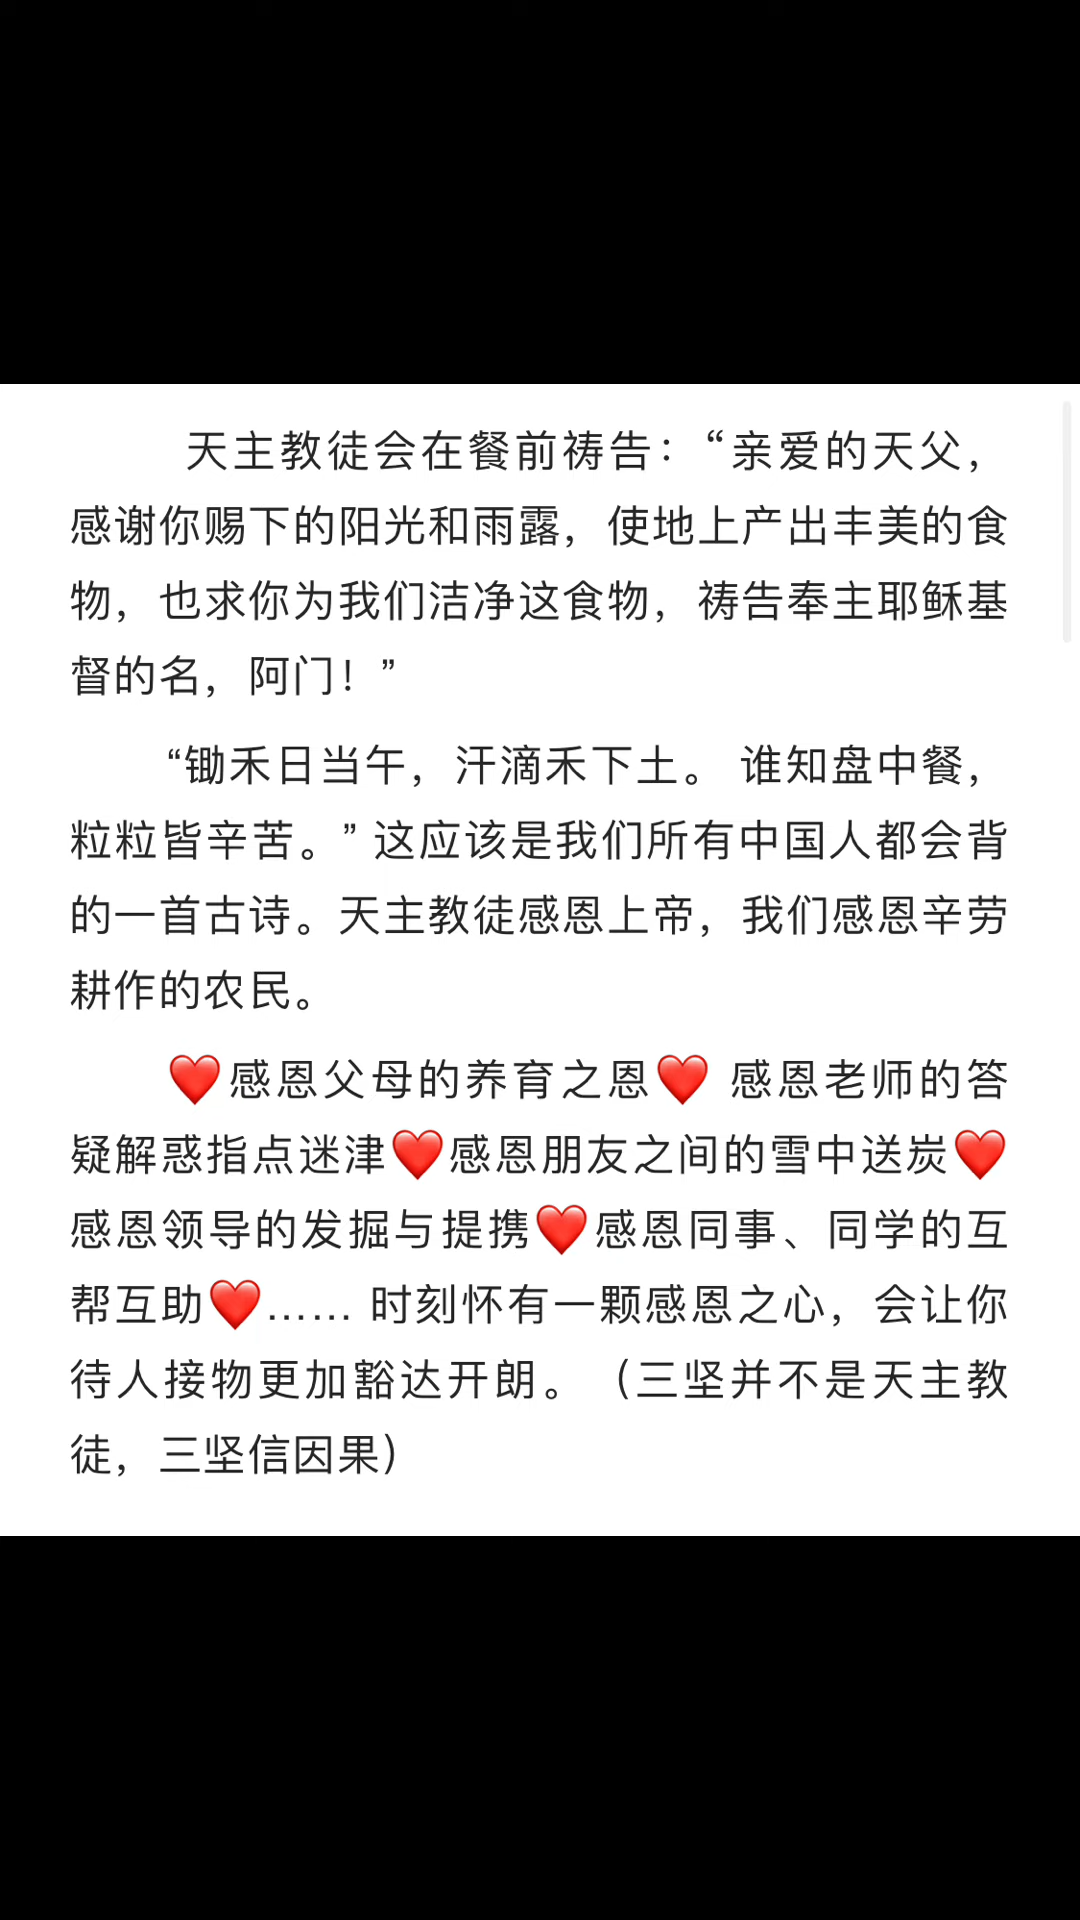 天主教徒会在餐前祷告：“亲爱的天父，
感谢你赐下的阳光和雨露，使地上产出丰美的食
物，也求你为我们洁净这食物，祷告奉主耶稣基
督的名，阿门！”
“锄禾日当午，汗滴禾下土。 谁知盘中餐，
粒粒皆辛苦。” 这应该是我们所有中国人都会背
的一首古诗。天主教徒感恩上帝，我们感恩辛劳
耕作的农民。
❤️感恩父母的养育之恩❤️ 感恩老师的答
疑解惑指点迷津❤️感恩朋友之间的雪中送炭❤️
感恩领导的发掘与提携❤️感恩同事、同学的互
帮互助❤️…… 时刻怀有一颗感恩之心，会让你
待人接物更加豁达开朗。（三坚并不是天主教
徒，三坚信因果）